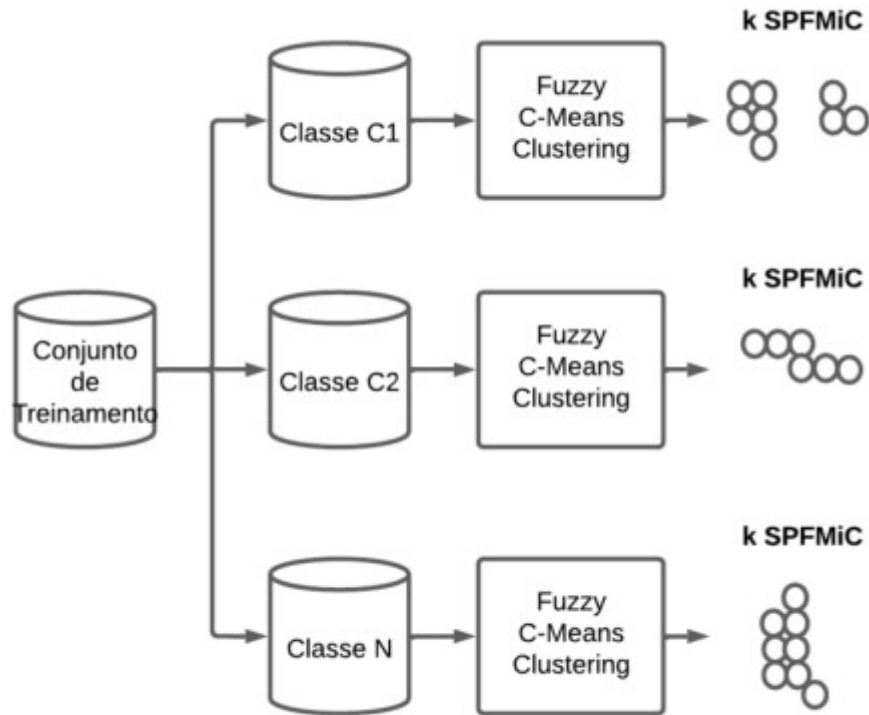 k SPFMiC
Classe C1
Fuzzy
C-Means
Clustering
k SPFMiC
Conjunto
de
Treinamento
Classe C2
Fuzzy
C-Means
Clustering
k SPFMiC
Classe N
Fuzzy
C-Means
Clustering